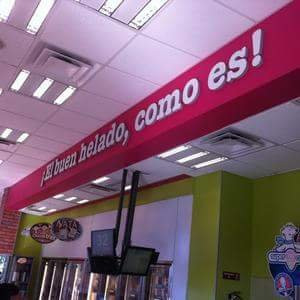 ¡El buen helado, como es!